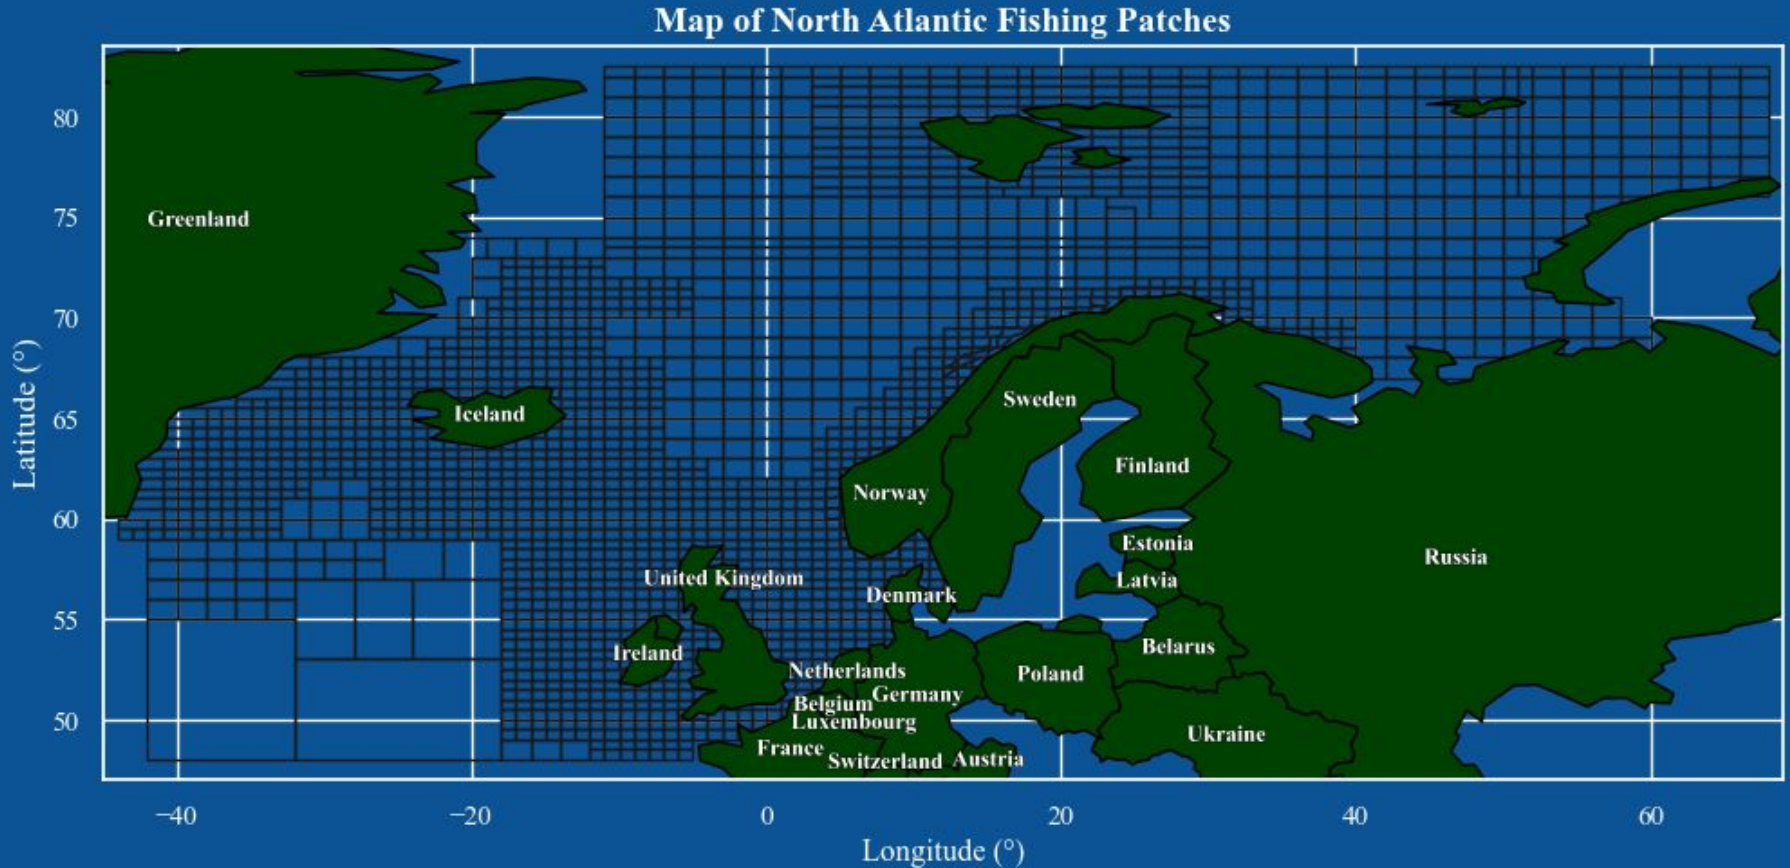 Map of North Atlantic Fishing Patches
80
75
70
65
60
55
50
Latitude (°)
Greenland
Iceland
Sweden
Finland
Norway
Estonia
Russia
United Kingdom
Latvia
Denmark
Ireland
Belarus
Netherlands
Poland
Germany
Belgium
Luxembourg
Ukraine
France
Switzerland
Austria
−40
−20
0
20
40
60
Longitude (°)